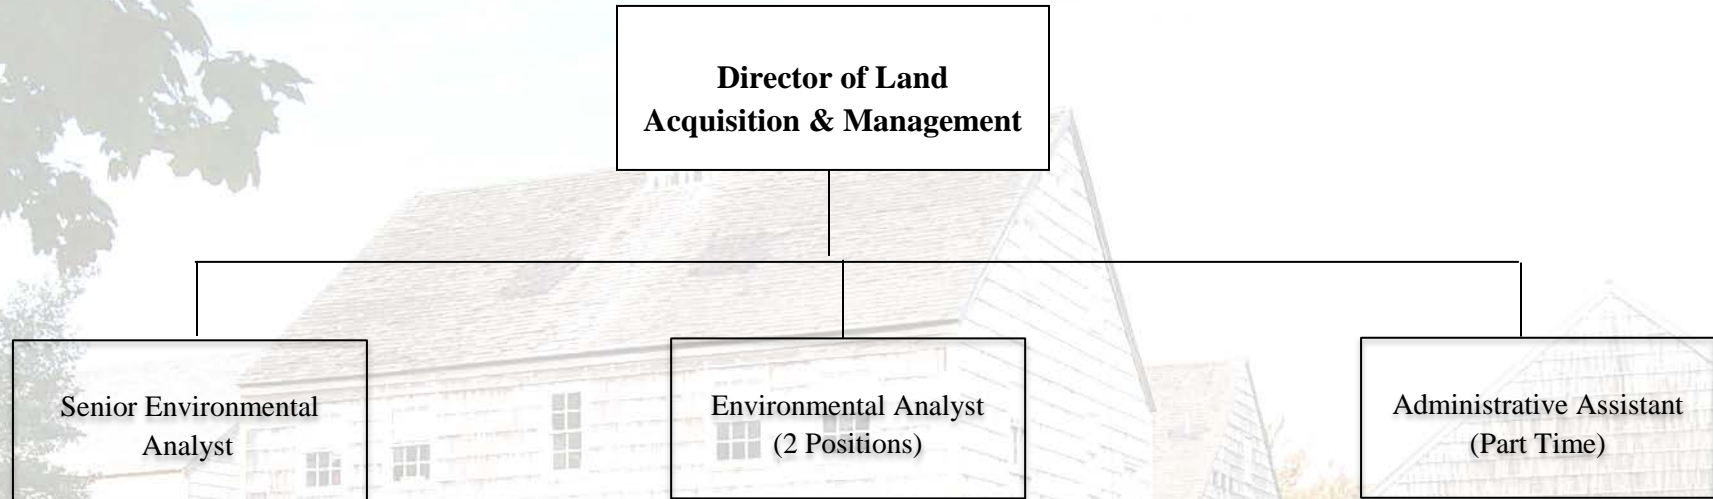 Director of Land
Acquisition & Management
Senior Environmental
Analyst
Environmental Analyst
(2 Positions)
Administrative Assistant
(Part Time)